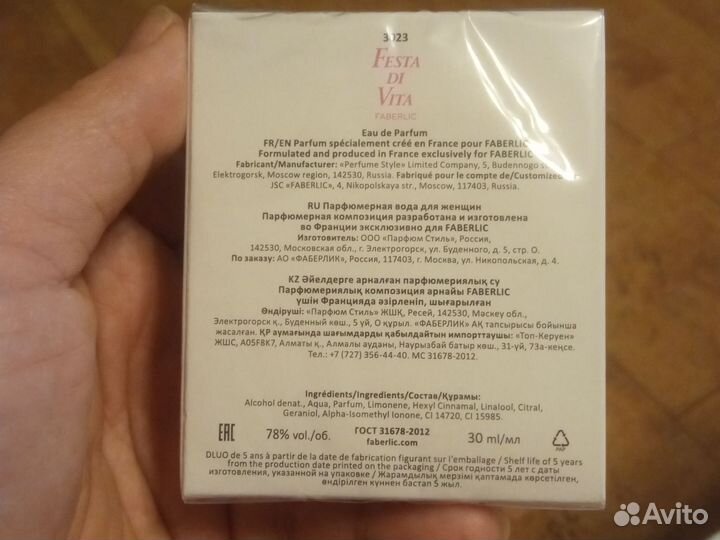 3023
FESTA
DI
VITA
FABERLIC
Eau de Parfum
FR/EN Parfum spécialement créé en France pour FABERLIC
Formulated and produced in France exclusively for FABERLIC
Fabricant/Manufacturer: «Perfume Style» Limited Company, 5, Budennogo s
Elektrogorsk, Moscow region, 142530, Russia. Fabriqué pour le compte de/Customized
JSC «FABERLIC», 4, Nikopolskaya str., Moscow, 117403, Russia.
RU Парфюмерная вода для женщин
Парфюмерная композиция разработана и изготовлена
во Франции эксклюзивно для FABERLIC
Изготовитель: ООО «Парфюм Стиль», Россия,
142530, Московская обл., г. Электрогорск, ул. Буденного, д. 5, стр. О.
По заказу: АО «ФАБЕРЛИК», Россия, 117403, г. Москва, ул. Никопольская, д. 4.
KZ Әйелдерге арналған парфюмериялық су
Парфюмериялық композиция арнайы FABERLIC
үшін Францияда әзірленіп, шығарылған
Өндіруші: «Парфюм Стиль» ЖШҚ, Ресей, 142530, Мәскеу обл.,
Электрогорск қ., Буденный көш., 5 үй, О құрыл. «ФАБЕРЛИК» АҚ тапсырысы бойынша
жасалған. ҚР аумағында шағымдарды қабылдайтын импорттаушы: «Топ-Керуен»
ЖШС, A05F8K7, Алматы қ., Алмалы ауданы, Наурызбай батыр көш., 31-үй, 73а-кеңсе.
Тел.: +7 (727) 356-44-40. МС 31678-2012.
Ingrédients/Ingredients/Состав/Құрамы:
Alcohol denat., Aqua, Parfum, Limonene, Hexyl Cinnamal, Linalool, Citral,
Geraniol, Alpha-Isomethyl Ionone, CI 14720, CI 15985.
EAC 78% vol./об. ГОСТ 31678-2012 30 ml/мл
faberlic.com
PAP
DLUO de 5 ans à partir de la date de fabrication figurant sur l'emballage / Shelf life of 5 years
from the production date printed on the packaging / Срок годности 5 лет с даты
изготовления, указанной на упаковке / Жарамдылық мерзімі қаптамада көрсетілген,
өндірілген күннен бастап 5 жыл.
Avito